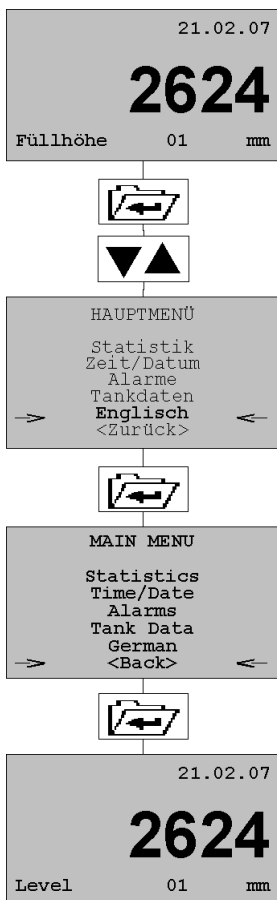 21.02.07
2624
Füllhöhe 01 mm
HAUPTMENÜ
Statistik
Zeit/Datum
Alarme
Tankdaten
Englisch
<Zurück>
MAIN MENU
Statistics
Time/Date
Alarms
Tank Data
German
<Back>
21.02.07
2624
Level 01 mm